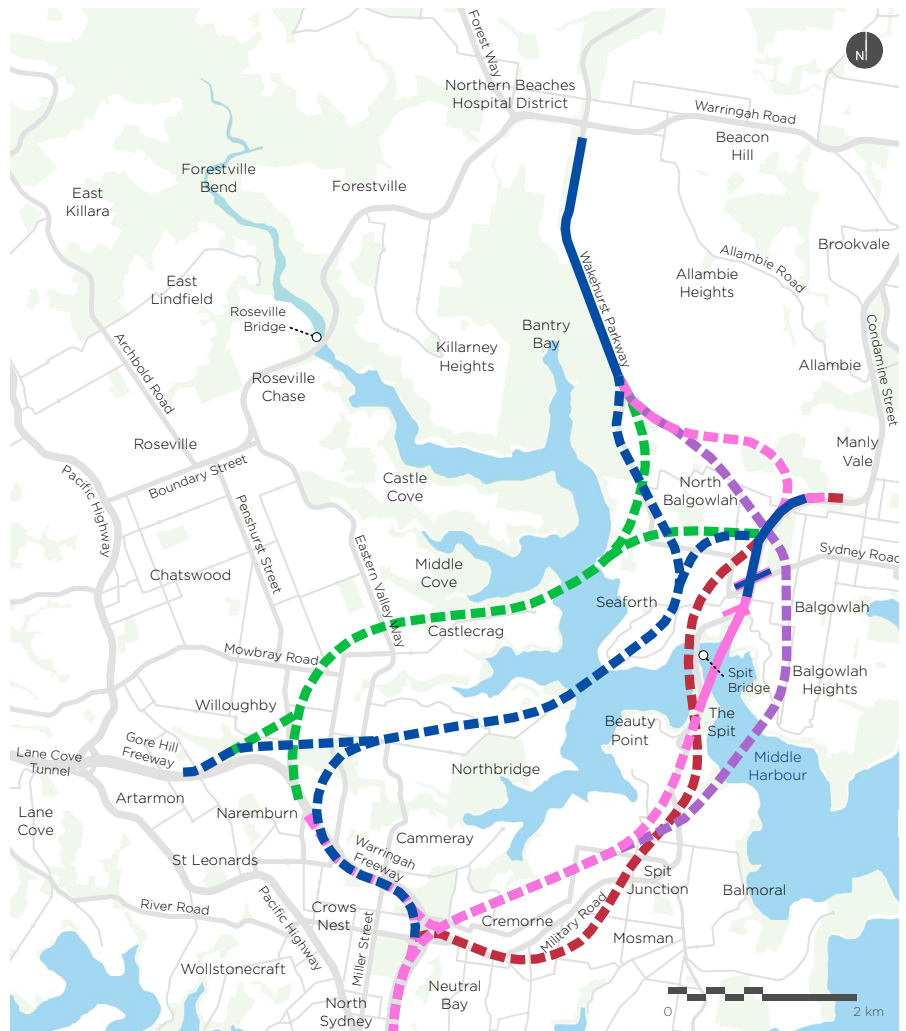 Forest Way
N
Northern Beaches
Hospital District
Warringah Road
Beacon
Hill
Forestville
Bend
Forestville
East
Killara
Brookvale
Allambie Road
Allambie
Heights
East
Lindfield
Wakehurst Parkway
Roseville
Bridge
Bantry
Bay
Condamine Street
Killarney
Heights
Archbold Road
Allambie
Roseville
Chase
Roseville
Manly
Vale
Boundary Street
Pacific Highway
Castle
Cove
North
Balgowlah
Penshurst Street
Eastern Valley Way
Sydney Road
Chatswood
Middle
Cove
Seaforth
Balgowlah
Castlecrag
Mowbray Road
Spit
Bridge
Balgowlah
Heights
Willoughby
Beauty
Point
The
Spit
Gore Hill
Freeway
Lane Cove
Tunnel
Middle
Harbour
Northbridge
Artarmon
Naremburn
Lane
Cove
Cammeray
Warringah
Freeway
St Leonards
Spit
Junction
Balmoral
River Road
Pacific Highway
Crows
Nest
Miller Street
Cremorne
Military Road
Mosman
Wollstonecraft
Neutral
Bay
North
Sydney
0
2 km